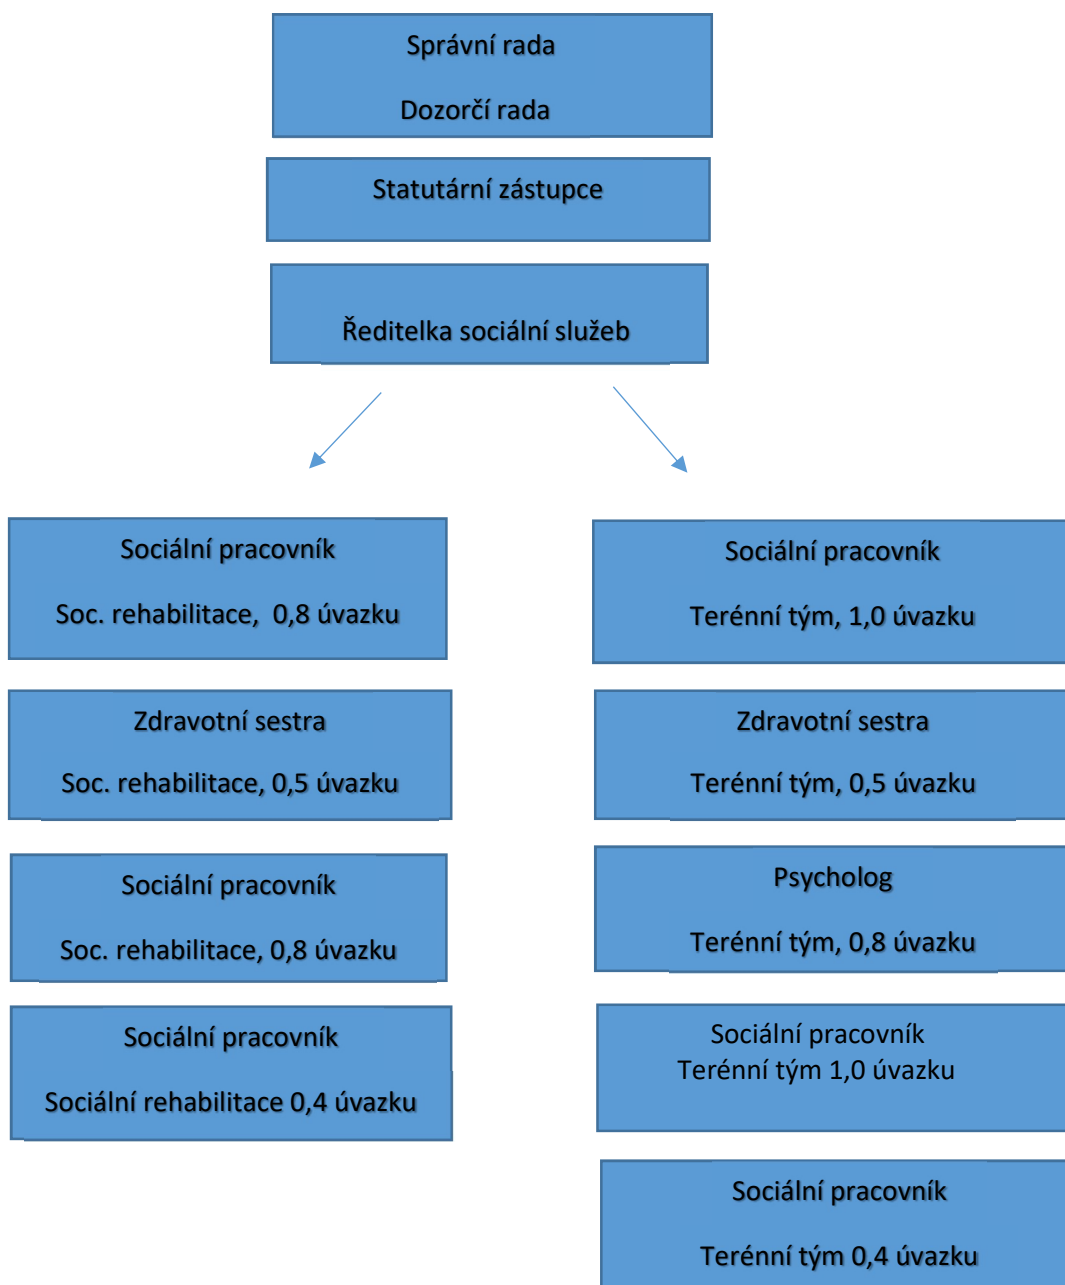 Správní rada
Dozorčí rada
Statutární zástupce
Ředitelka sociální služeb
Sociální pracovník
Soc. rehabilitace, 0,8 úvazku
Zdravotní sestra
Soc. rehabilitace, 0,5 úvazku
Sociální pracovník
Soc. rehabilitace, 0,8 úvazku
Sociální pracovník
Sociální rehabilitace 0,4 úvazku
Sociální pracovník
Terénní tým, 1,0 úvazku
Zdravotní sestra
Terénní tým, 0,5 úvazku
Psycholog
Terénní tým, 0,8 úvazku
Sociální pracovník
Terénní tým 1,0 úvazku
Sociální pracovník
Terénní tým 0,4 úvazku